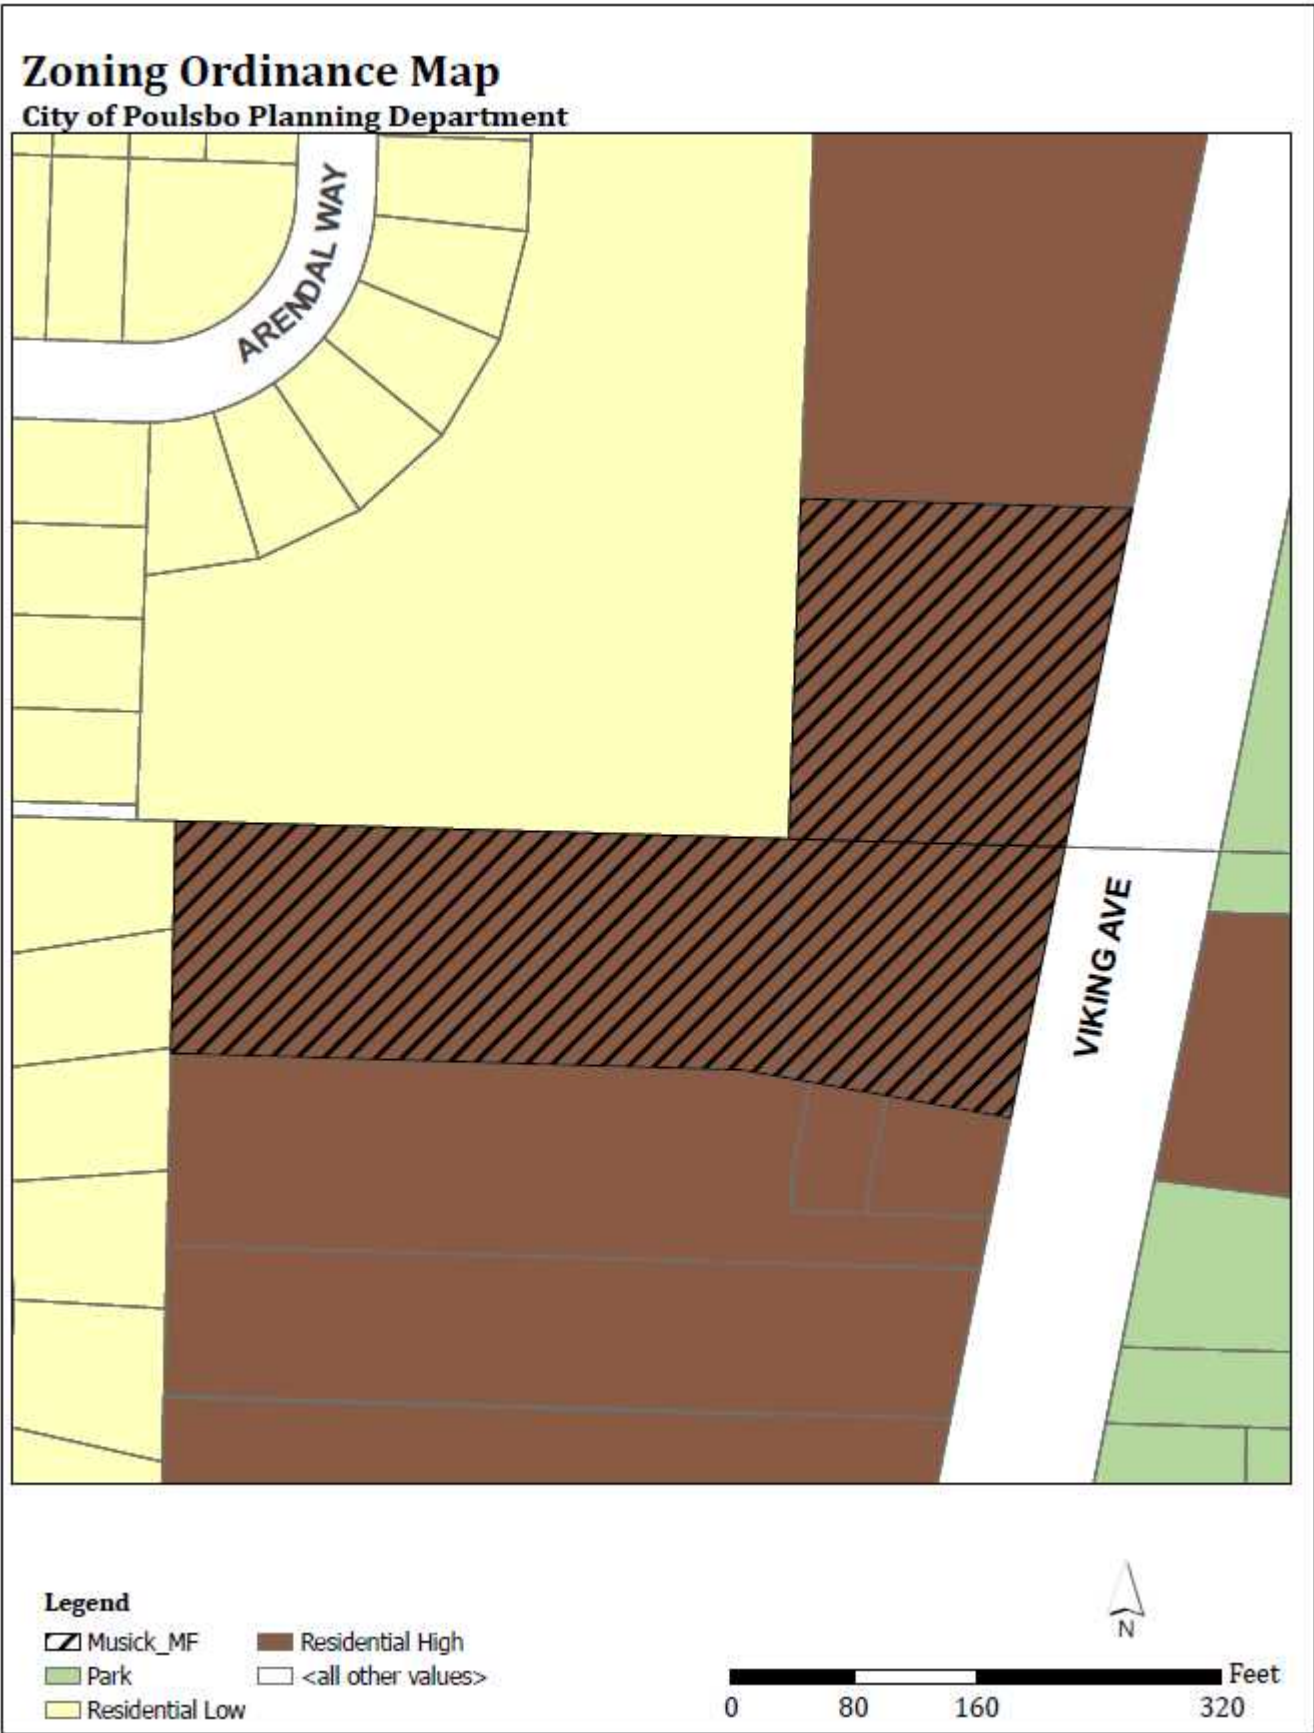 Zoning Ordinance Map
City of Poulsbo Planning Department
ARENDAL WAY
VIKING AVE
Legend
Musick_MF
Residential High
Park
<all other values>
Residential Low
N
Feet
0 80 160 320